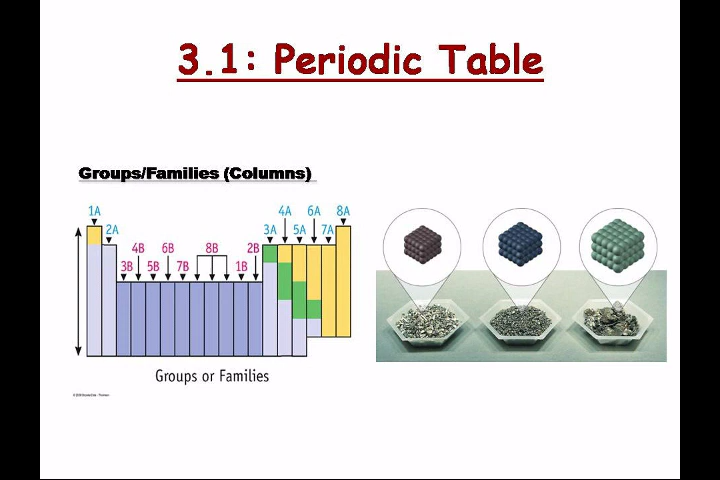 3.1: Periodic Table
Groups/Families (Columns)
1A
2A
3B
4B
5B
6B
7B
8B
1B
2B
3A
4A
5A
6A
7A
8A
Groups or Families